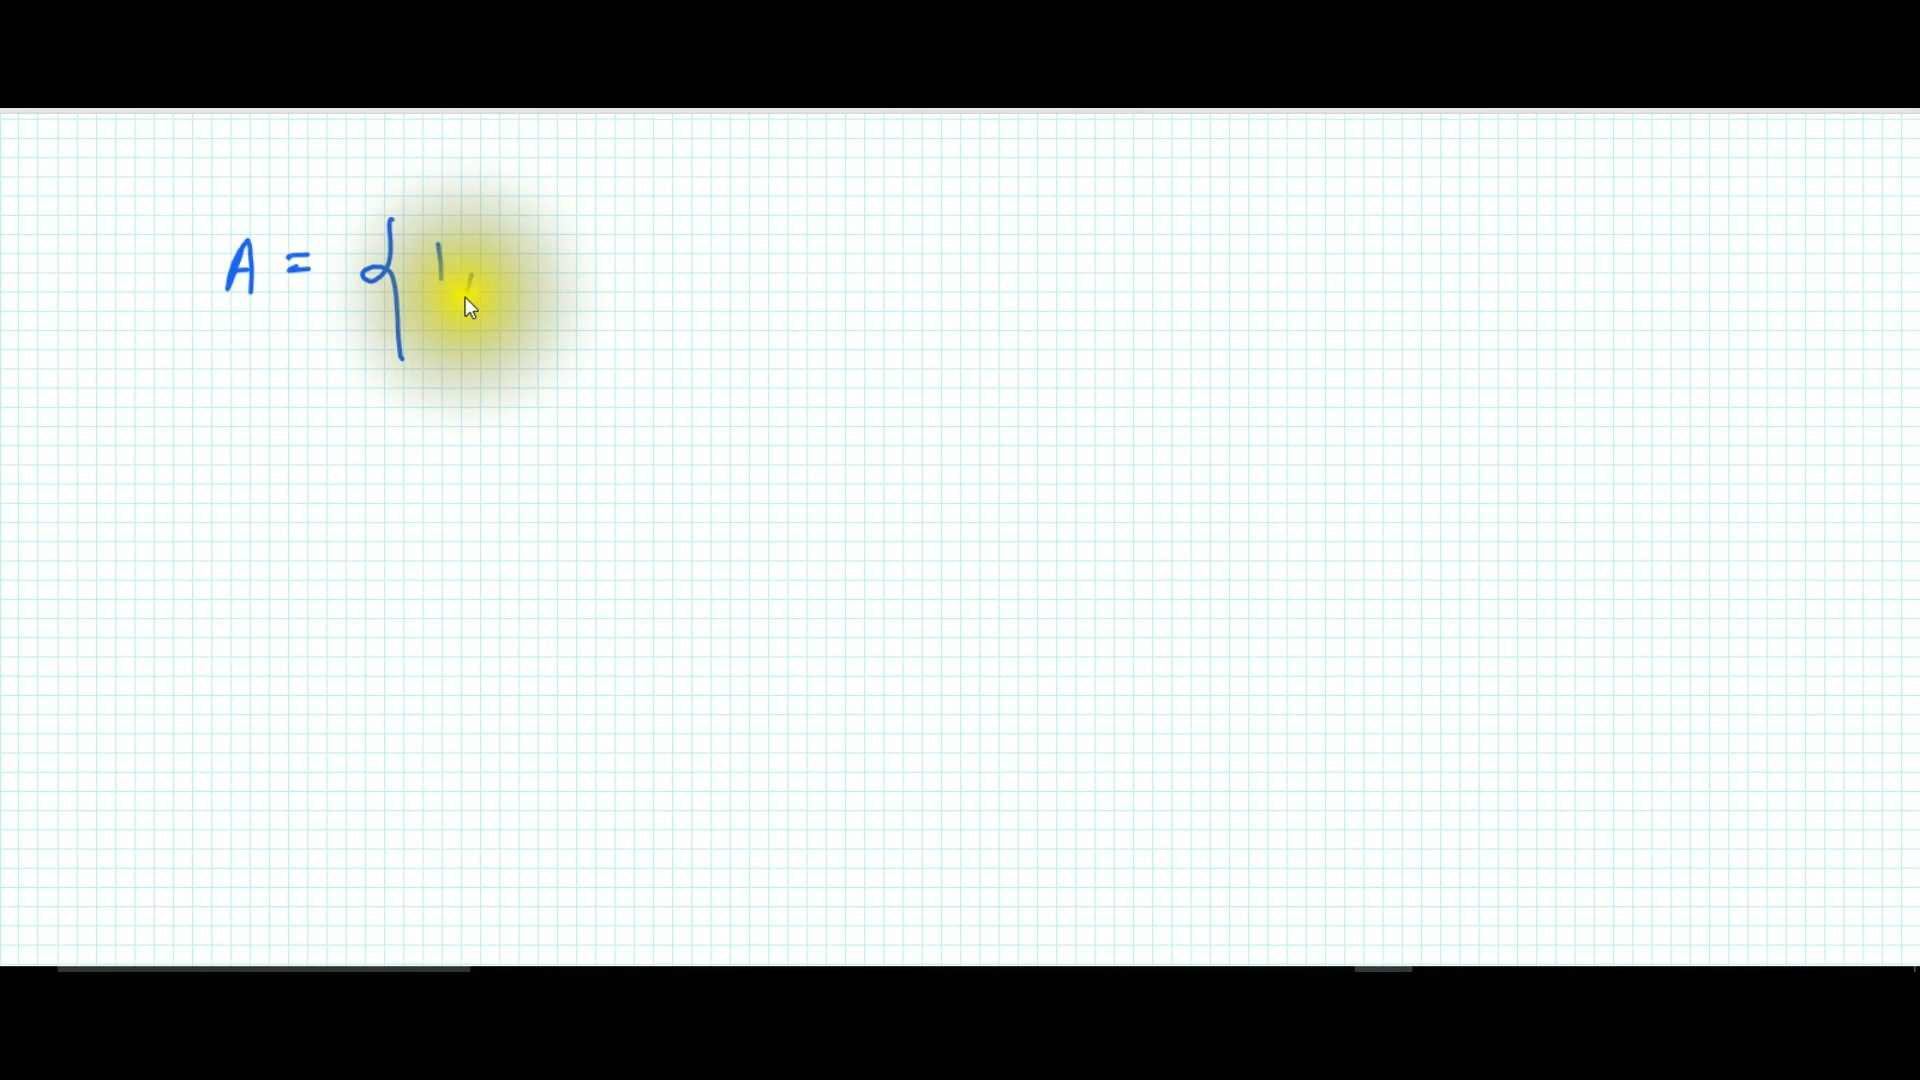 A = { 1,